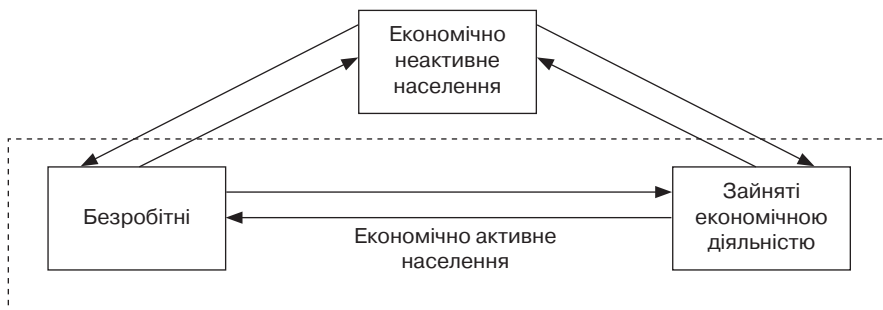 Економічно
неактивне
населення
Безробітні
Зайняті
економічною
діяльністю
Економічно активне
населення